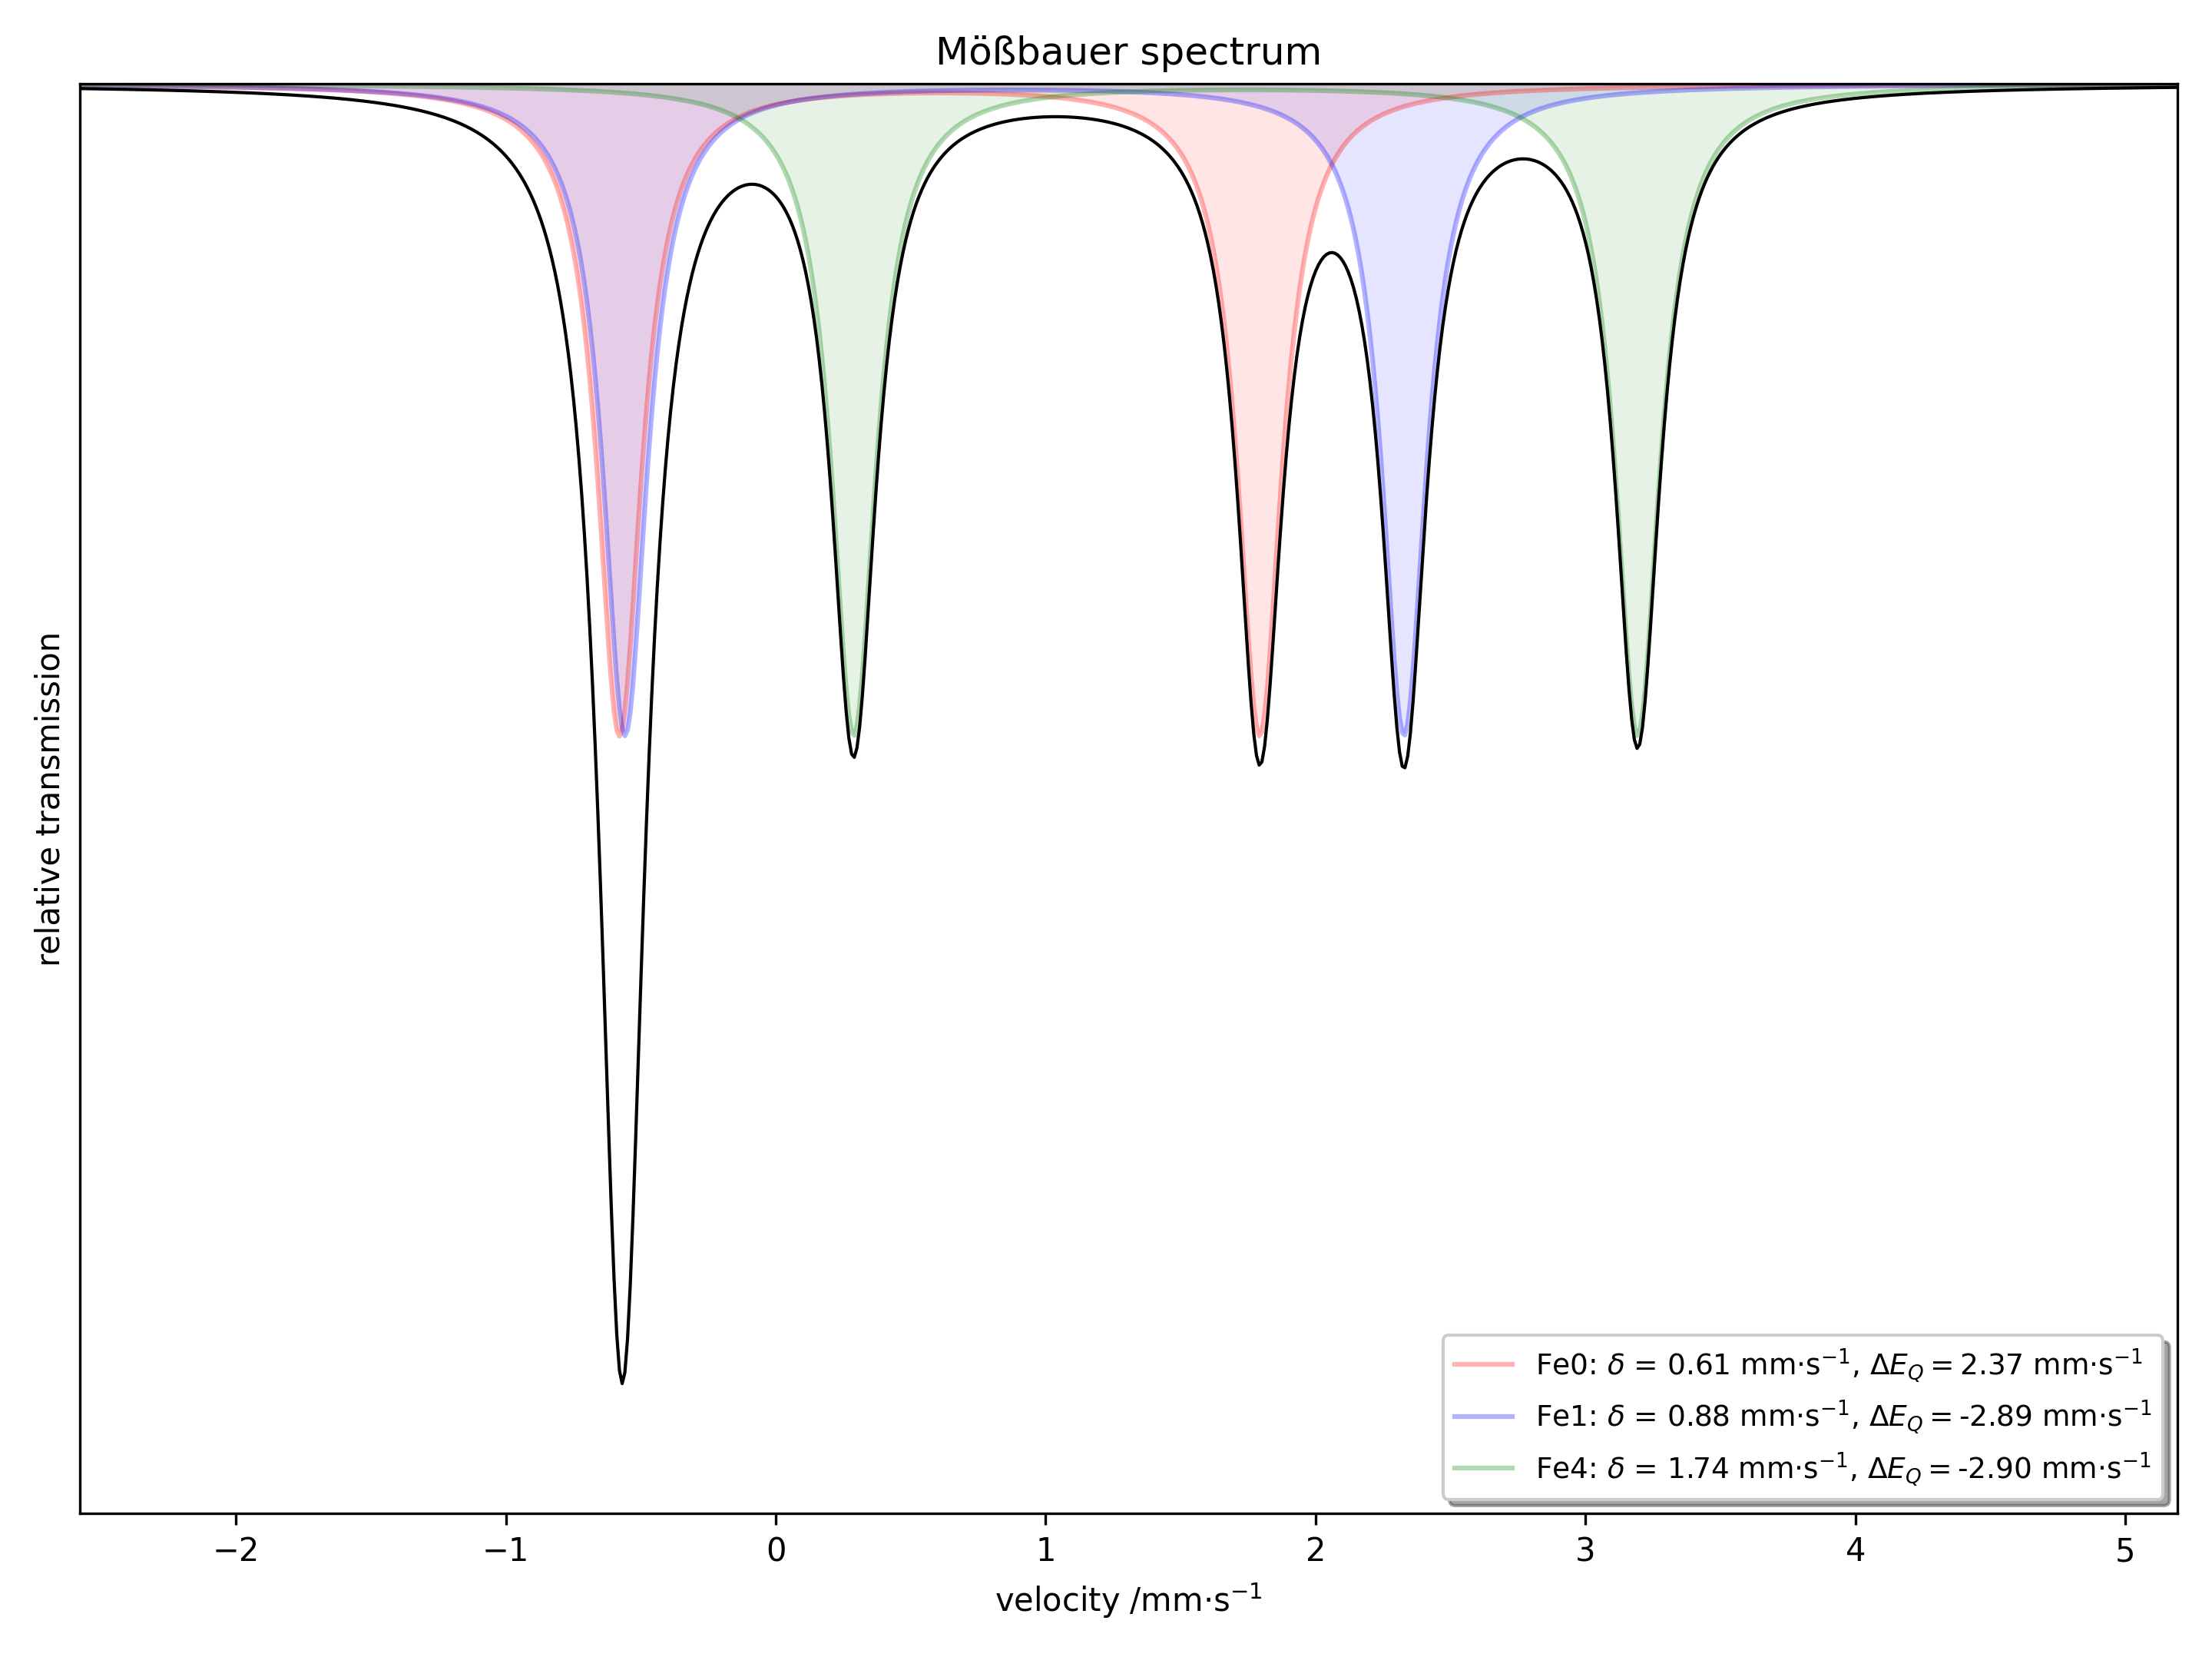 Mößbauer spectrum
relative transmission
Fe0: δ = 0.61 mm·s⁻¹, ΔE_Q = 2.37 mm·s⁻¹
Fe1: δ = 0.88 mm·s⁻¹, ΔE_Q = -2.89 mm·s⁻¹
Fe4: δ = 1.74 mm·s⁻¹, ΔE_Q = -2.90 mm·s⁻¹
−2 −1 0 1 2 3 4 5
velocity /mm·s⁻¹